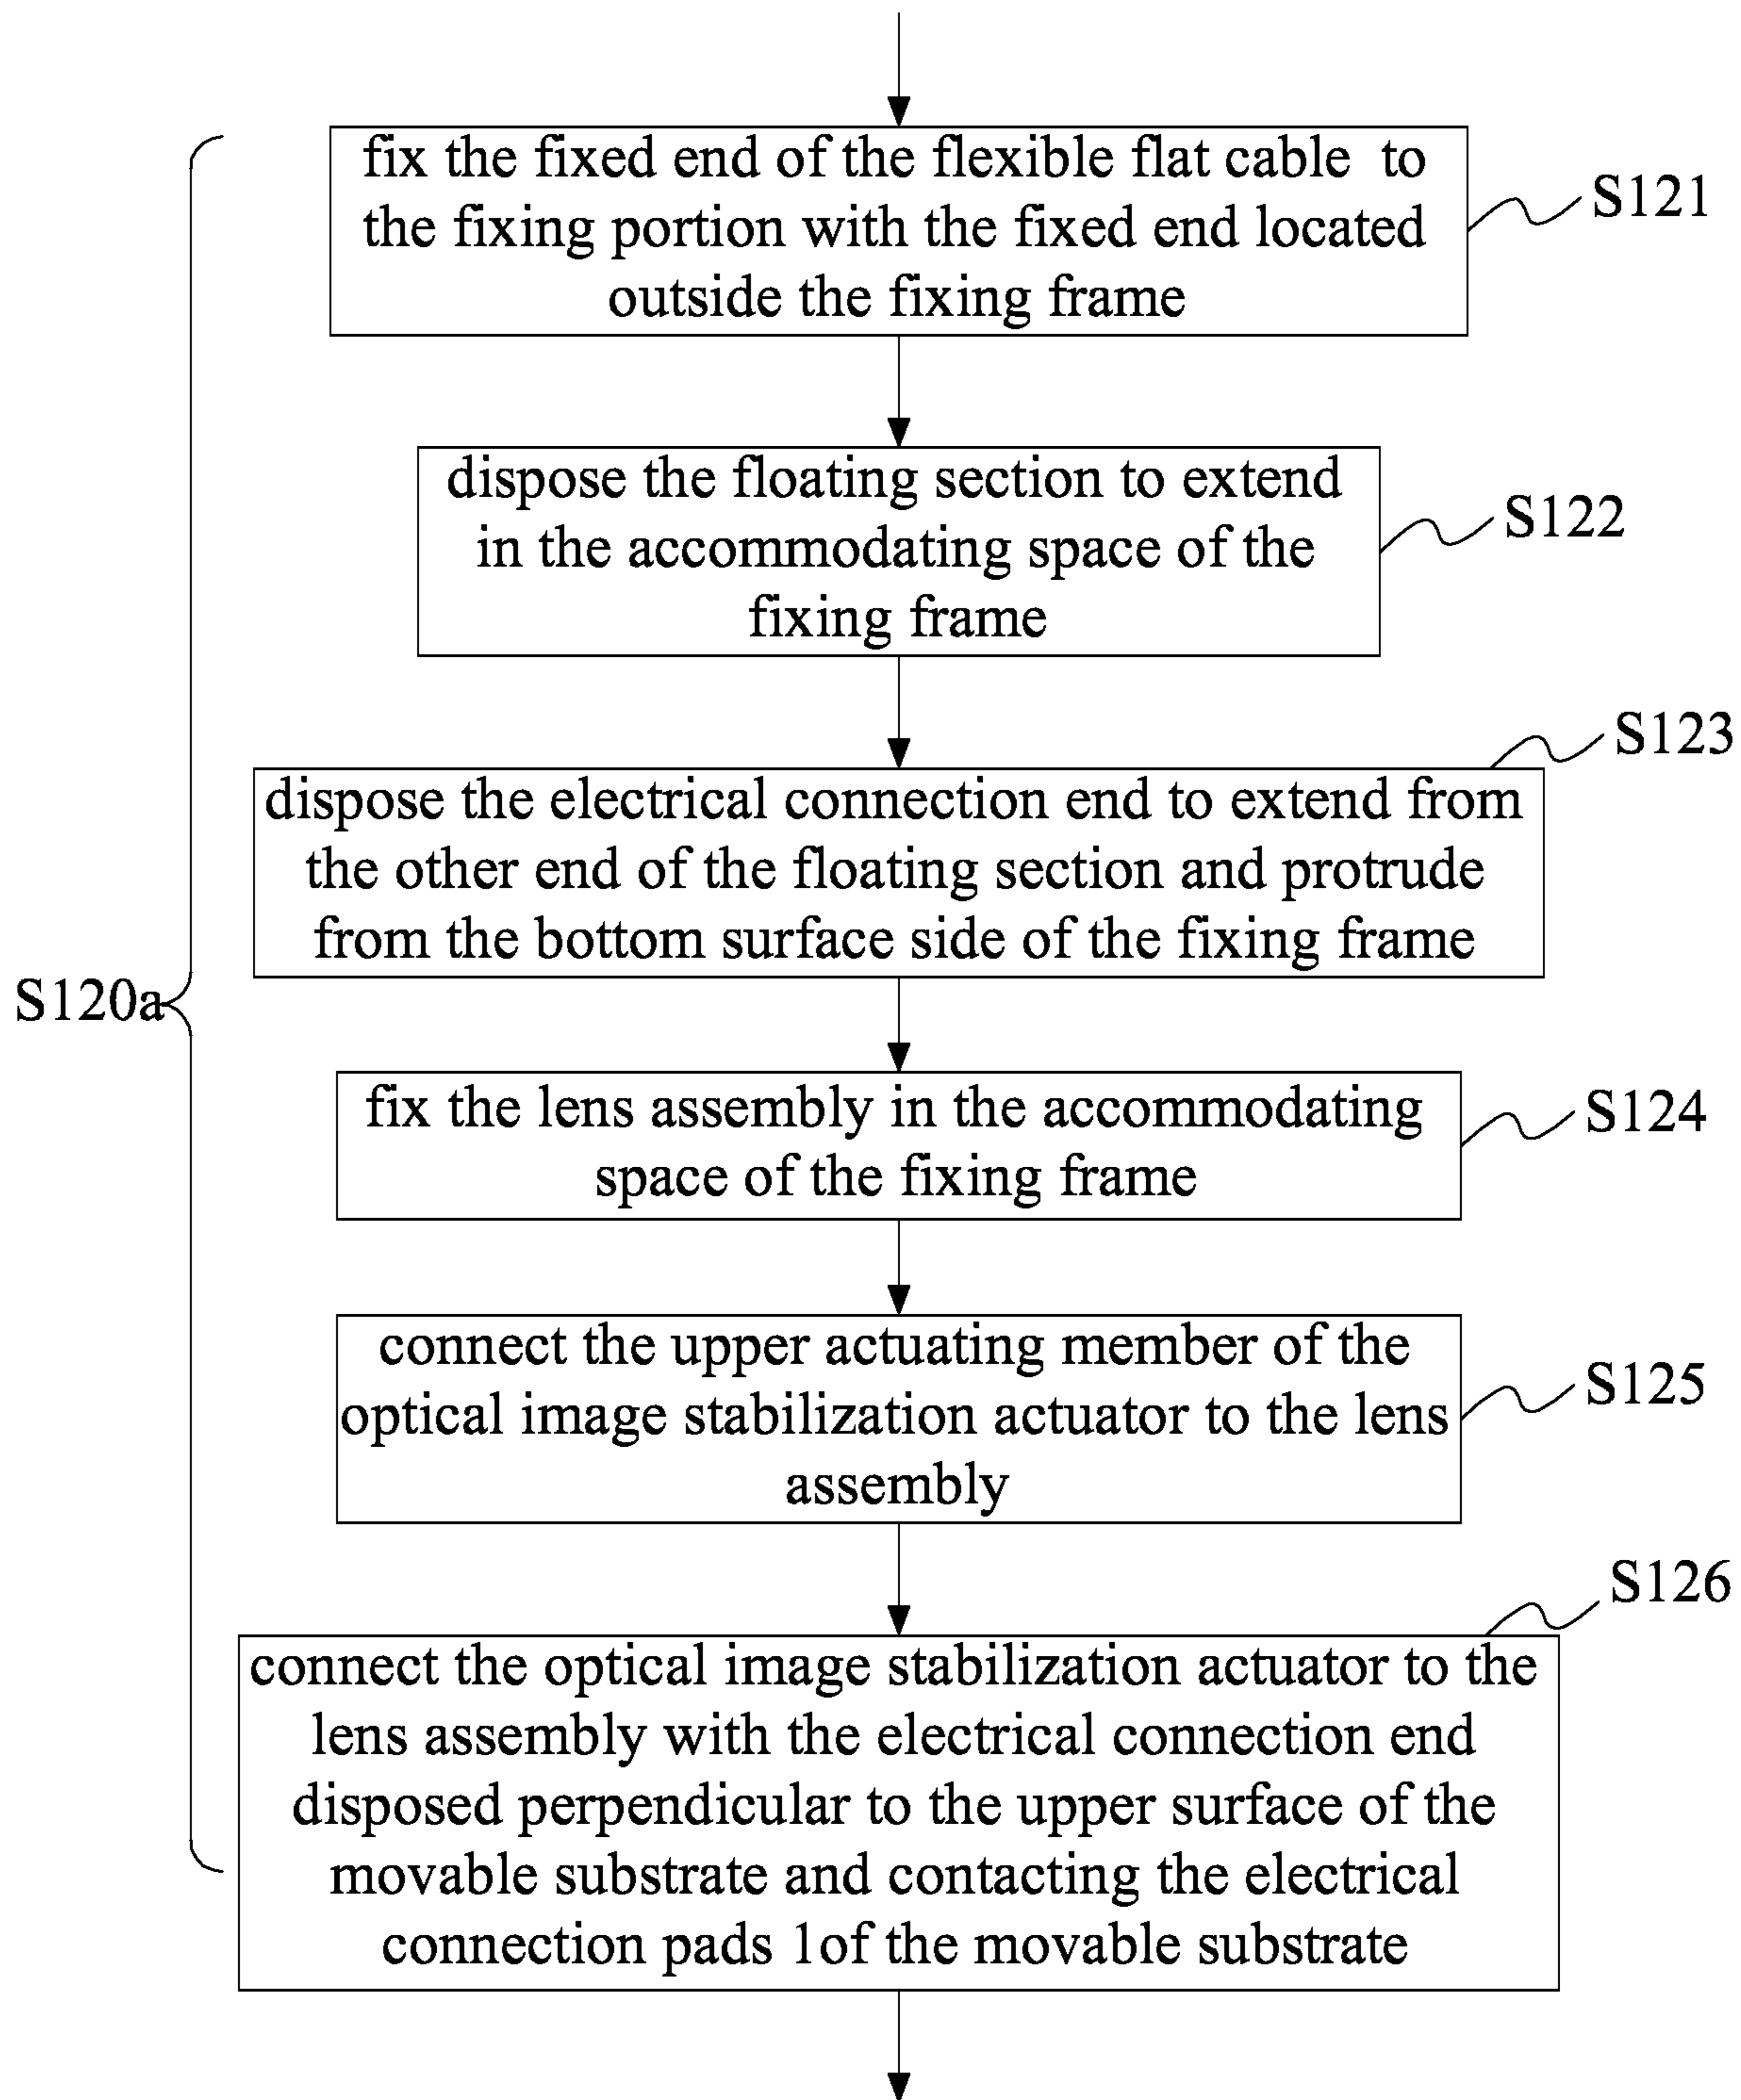 fix the fixed end of the flexible flat cable to
the fixing portion with the fixed end located
outside the fixing frame
S121
dispose the floating section to extend
in the accommodating space of the
fixing frame
S122
S123
dispose the electrical connection end to extend from
the other end of the floating section and protrude
from the bottom surface side of the fixing frame
S120a
fix the lens assembly in the accommodating
space of the fixing frame
S124
connect the upper actuating member of the
optical image stabilization actuator to the lens
assembly
S125
S126
connect the optical image stabilization actuator to the
lens assembly with the electrical connection end
disposed perpendicular to the upper surface of the
movable substrate and contacting the electrical
connection pads 1of the movable substrate